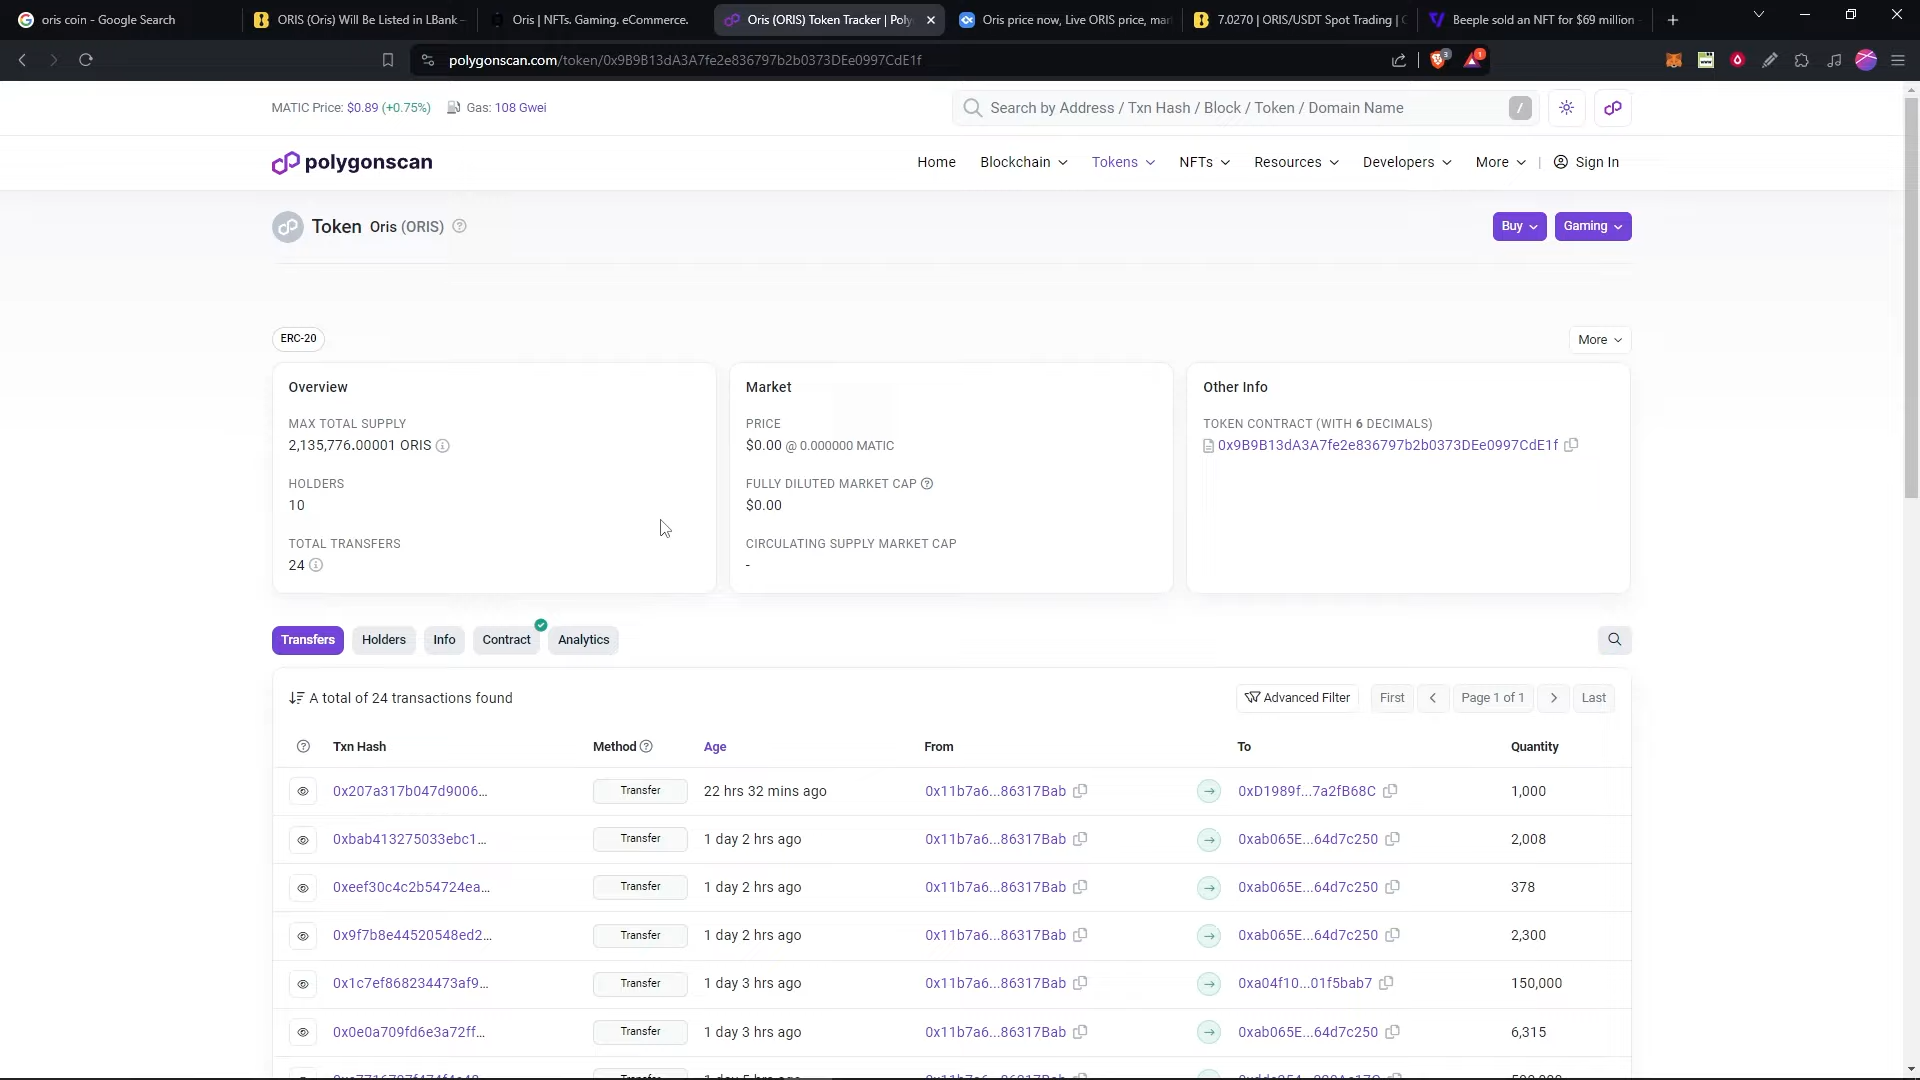 oris coin - Google Search
ORIS (Oris) Will Be Listed in LBank –
Oris | NFTs. Gaming. eCommerce.
Oris (ORIS) Token Tracker | Poly
Oris price now, Live ORIS price, mar
7.0270 | ORIS/USDT Spot Trading |
Beeple sold an NFT for $69 million
polygonscan.com/token/0x9B9B13dA3A7fe2e836797b2b0373DEe0997CdE1f
3
1
MATIC Price: $0.89 (+0.75%) Gas: 108 Gwei
Search by Address / Txn Hash / Block / Token / Domain Name
/
polygonscan
Home Blockchain Tokens NFTs Resources Developers More | Sign In
Token Oris (ORIS)
Buy
Gaming
ERC-20
More
Overview
MAX TOTAL SUPPLY
2,135,776.00001 ORIS
HOLDERS
10
TOTAL TRANSFERS
24
Market
PRICE
$0.00 @ 0.000000 MATIC
FULLY DILUTED MARKET CAP
$0.00
CIRCULATING SUPPLY MARKET CAP
-
Other Info
TOKEN CONTRACT (WITH 6 DECIMALS)
0x9B9B13dA3A7fe2e836797b2b0373DEe0997CdE1f
Transfers Holders Info Contract Analytics
A total of 24 transactions found
Advanced Filter First Page 1 of 1 Last
Txn Hash Method Age From To Quantity
0x207a317b047d9006... Transfer 22 hrs 32 mins ago 0x11b7a6...86317Bab 0xD1989f...7a2fB68C 1,000
0xbab413275033ebc1... Transfer 1 day 2 hrs ago 0x11b7a6...86317Bab 0xab065E...64d7c250 2,008
0xeef30c4c2b54724ea... Transfer 1 day 2 hrs ago 0x11b7a6...86317Bab 0xab065E...64d7c250 378
0x9f7b8e44520548ed2... Transfer 1 day 2 hrs ago 0x11b7a6...86317Bab 0xab065E...64d7c250 2,300
0x1c7ef868234473af9... Transfer 1 day 3 hrs ago 0x11b7a6...86317Bab 0xa04f10...01f5bab7 150,000
0x0e0a709fd6e3a72ff... Transfer 1 day 3 hrs ago 0x11b7a6...86317Bab 0xab065E...64d7c250 6,315